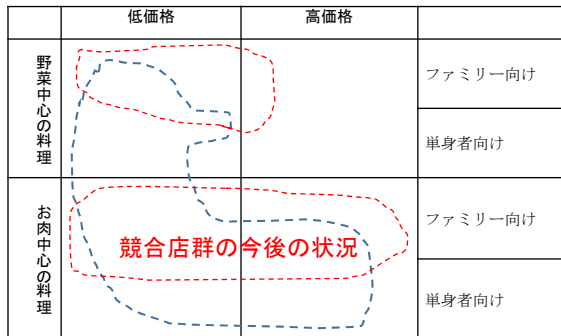 低価格
高価格
野菜中心の料理
ファミリー向け
単身者向け
お肉中心の料理
ファミリー向け
競合店群の今後の状況
単身者向け